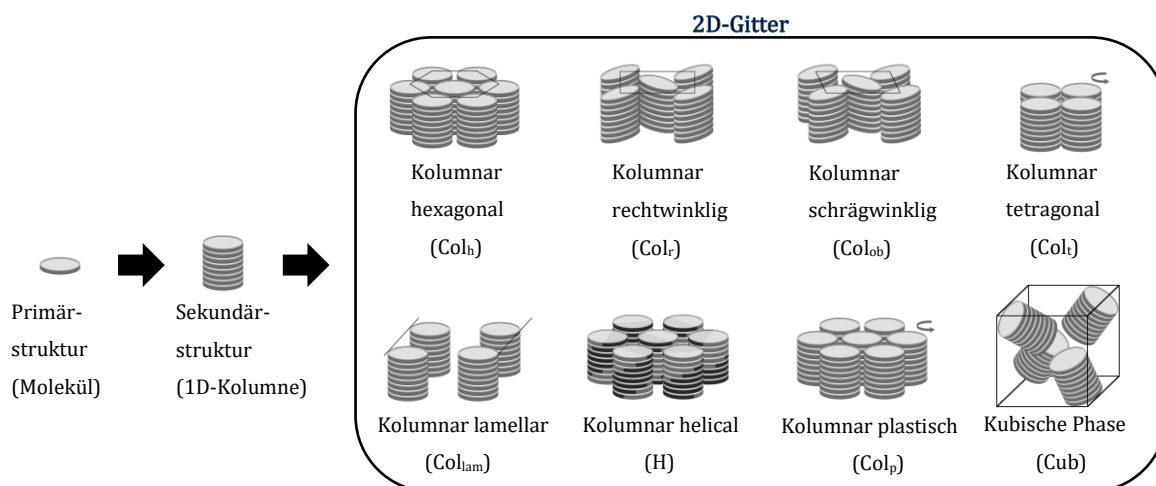 2D-Gitter
Kolumnar
hexagonal
(Colh)
Kolumnar
rechtwinklig
(Colr)
Kolumnar
schrägwinklig
(Colob)
Kolumnar
tetragonal
(Colt)
Primär-
struktur
(Molekül)
Sekundär-
struktur
(1D-Kolumne)
Kolumnar lamellar
(Collam)
Kolumnar helical
(H)
Kolumnar plastisch
(Colp)
Kubische Phase
(Cub)